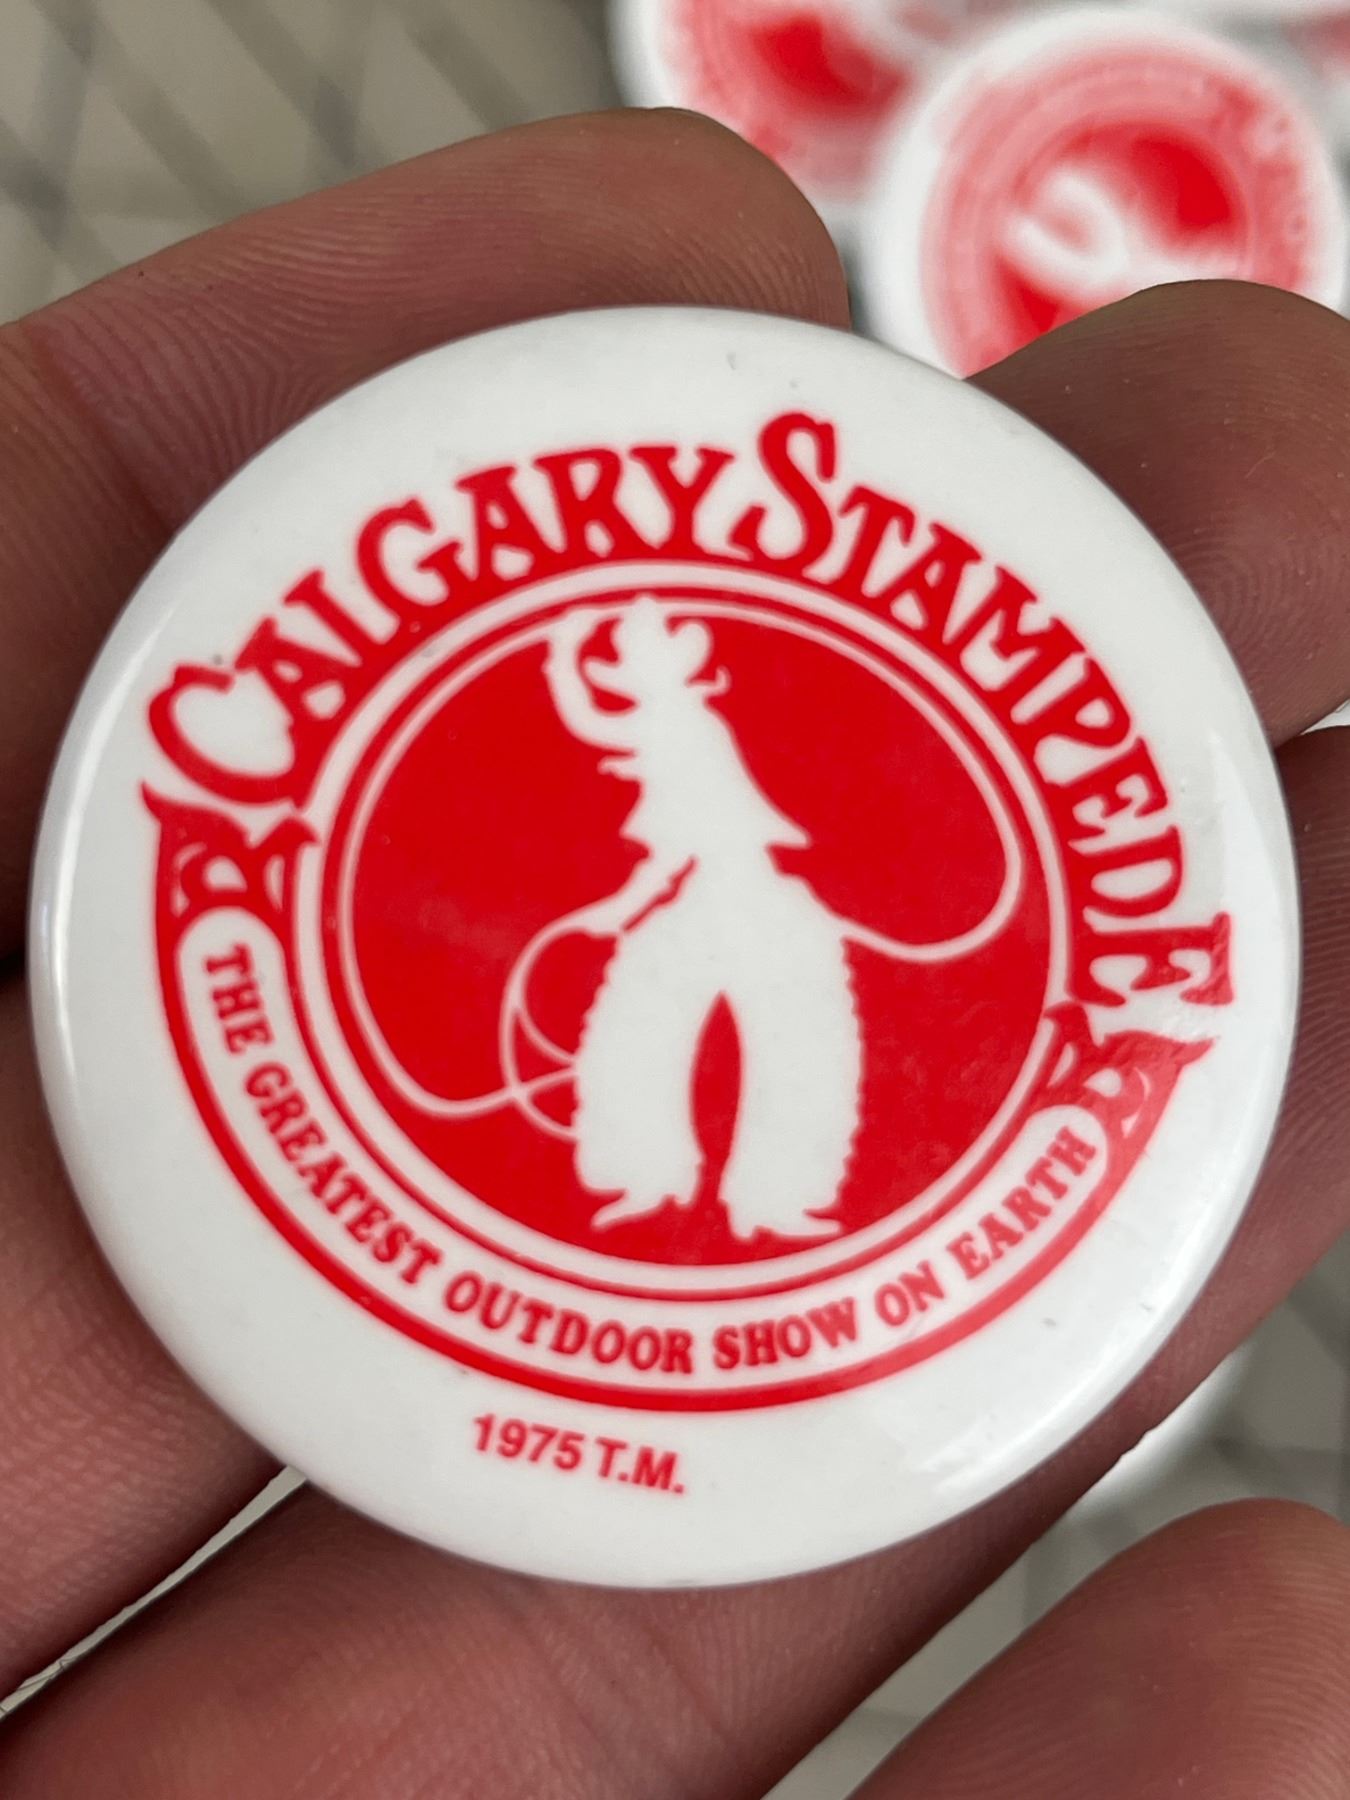 CALGARY STAMPEDE
THE GREATEST OUTDOOR SHOW ON EARTH
1975 T.M.